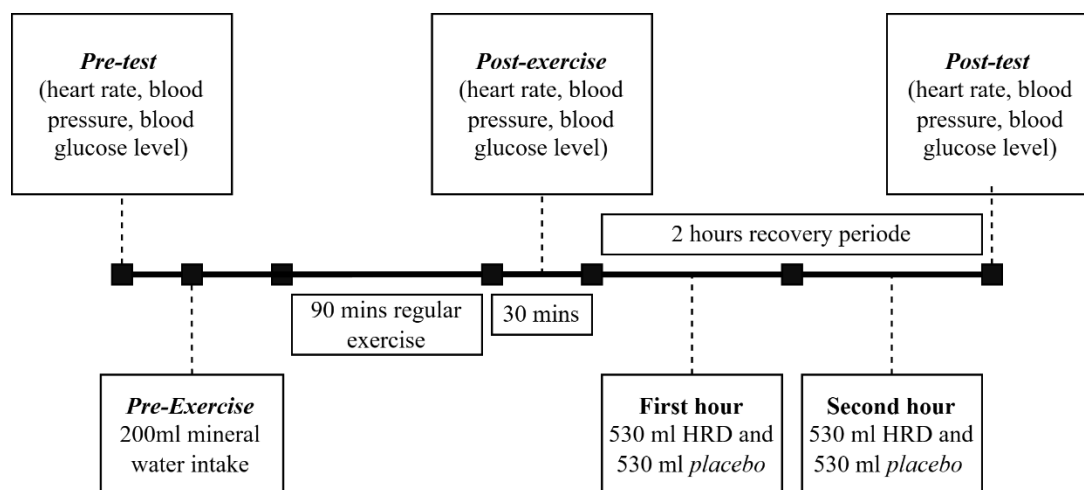 Pre-test
(heart rate, blood
pressure, blood
glucose level)
Post-exercise
(heart rate, blood
pressure, blood
glucose level)
Post-test
(heart rate, blood
pressure, blood
glucose level)
2 hours recovery periode
90 mins regular
exercise
30 mins
Pre-Exercise
200ml mineral
water intake
First hour
530 ml HRD and
530 ml placebo
Second hour
530 ml HRD and
530 ml placebo